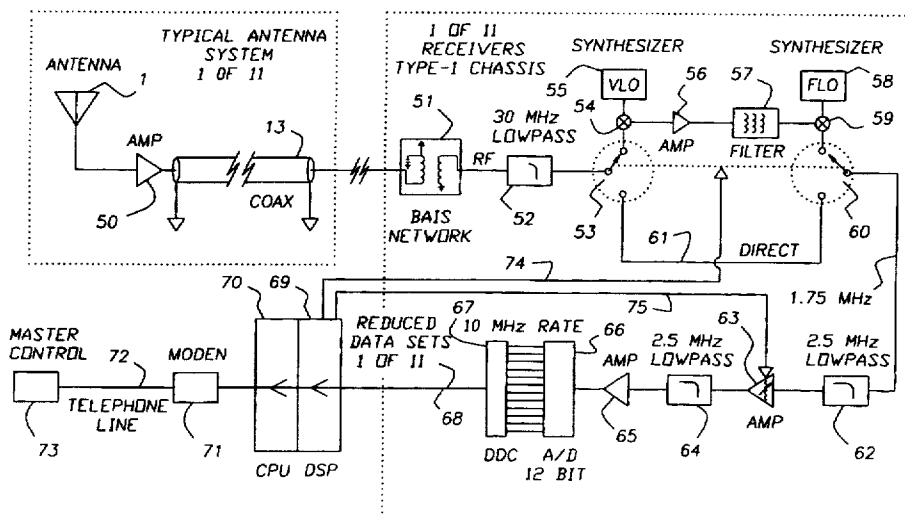 TYPICAL ANTENNA
SYSTEM
1 OF 11
ANTENNA
1
AMP
50
13
COAX
1 OF 11
RECEIVERS
TYPE-1 CHASSIS
51
BAIS
NETWORK
RF
30 MHz
LOWPASS
52
SYNTHESIZER
55
VLO
54
56
AMP
57
FILTER
SYNTHESIZER
FLO
58
59
53
60
61
DIRECT
74
75
1.75 MHz
70
69
REDUCED
DATA SETS
1 OF 11
67
10 MHz RATE
66
AMP
65
2.5 MHz
LOWPASS
64
63
AMP
2.5 MHz
LOWPASS
62
68
DDC
A/D
12 BIT
CPU
DSP
MASTER
CONTROL
73
72
TELEPHONE
LINE
MODEN
71